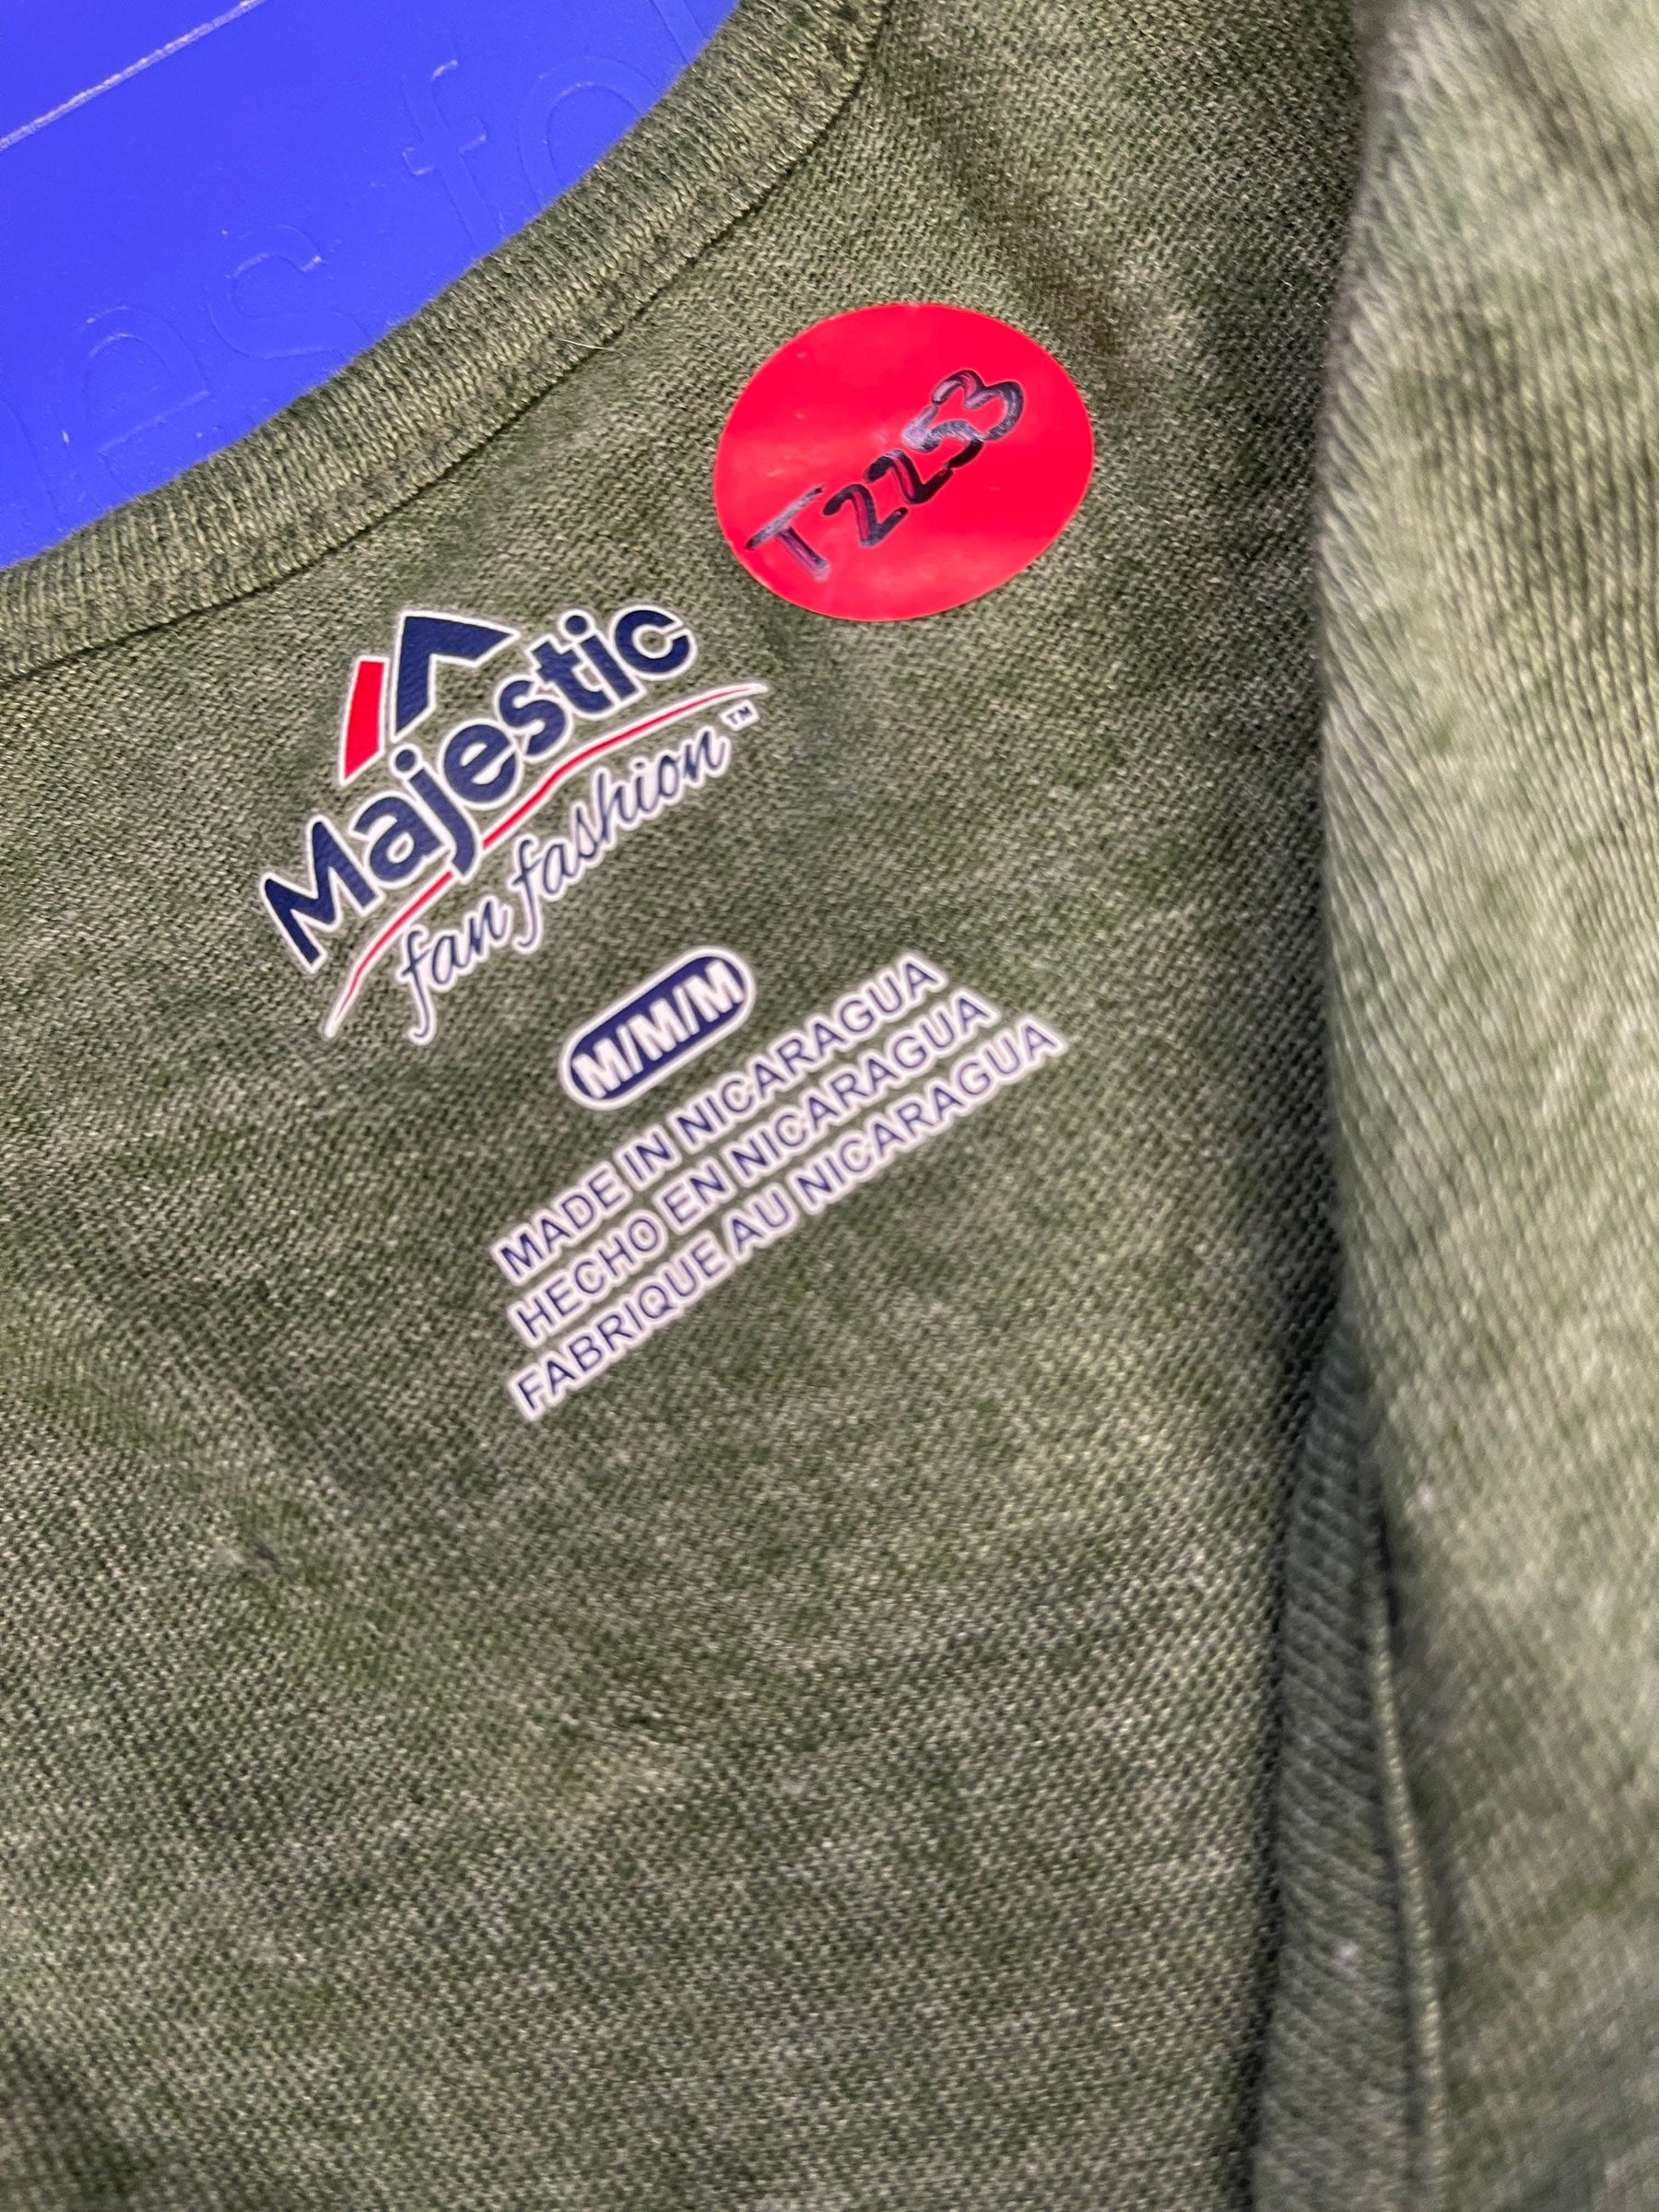 T2253
Majestic
fan fashion™
M/M/M
MADE IN NICARAGUA
HECHO EN NICARAGUA
FABRIQUE AU NICARAGUA